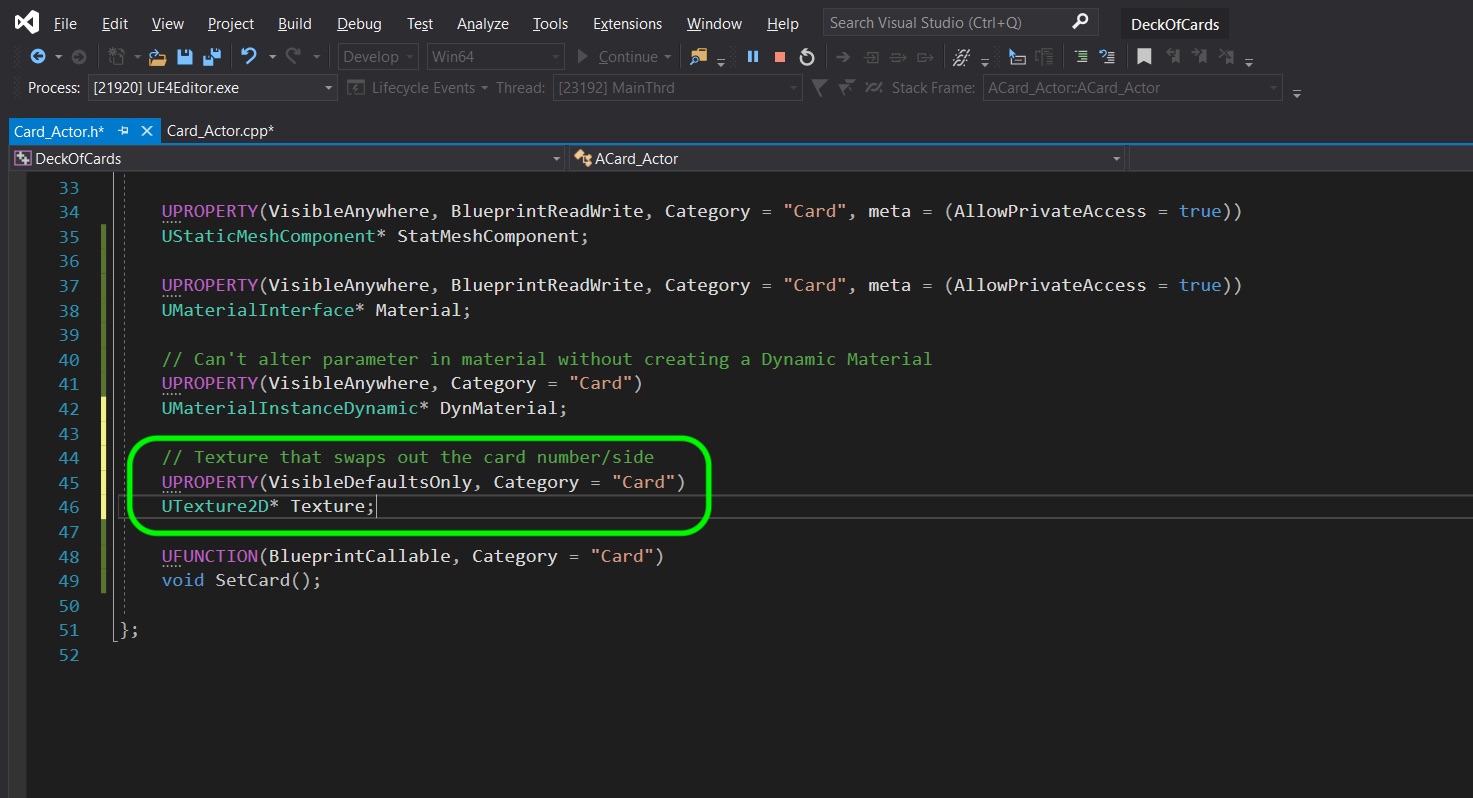 File Edit View Project Build Debug Test Analyze Tools Extensions Window Help Search Visual Studio (Ctrl+Q) DeckOfCards
Develop Win64 Continue
Process: [21920] UE4Editor.exe Lifecycle Events Thread: [23192] MainThrd Stack Frame: ACard_Actor::ACard_Actor
Card_Actor.h* Card_Actor.cpp*
DeckOfCards ACard_Actor
33
34 UPROPERTY(VisibleAnywhere, BlueprintReadWrite, Category = "Card", meta = (AllowPrivateAccess = true))
35 UStaticMeshComponent* StatMeshComponent;
36
37 UPROPERTY(VisibleAnywhere, BlueprintReadWrite, Category = "Card", meta = (AllowPrivateAccess = true))
38 UMaterialInterface* Material;
39
40 // Can't alter parameter in material without creating a Dynamic Material
41 UPROPERTY(VisibleAnywhere, Category = "Card")
42 UMaterialInstanceDynamic* DynMaterial;
43
44 // Texture that swaps out the card number/side
45 UPROPERTY(VisibleDefaultsOnly, Category = "Card")
46 UTexture2D* Texture;
47
48 UFUNCTION(BlueprintCallable, Category = "Card")
49 void SetCard();
50
51 };
52